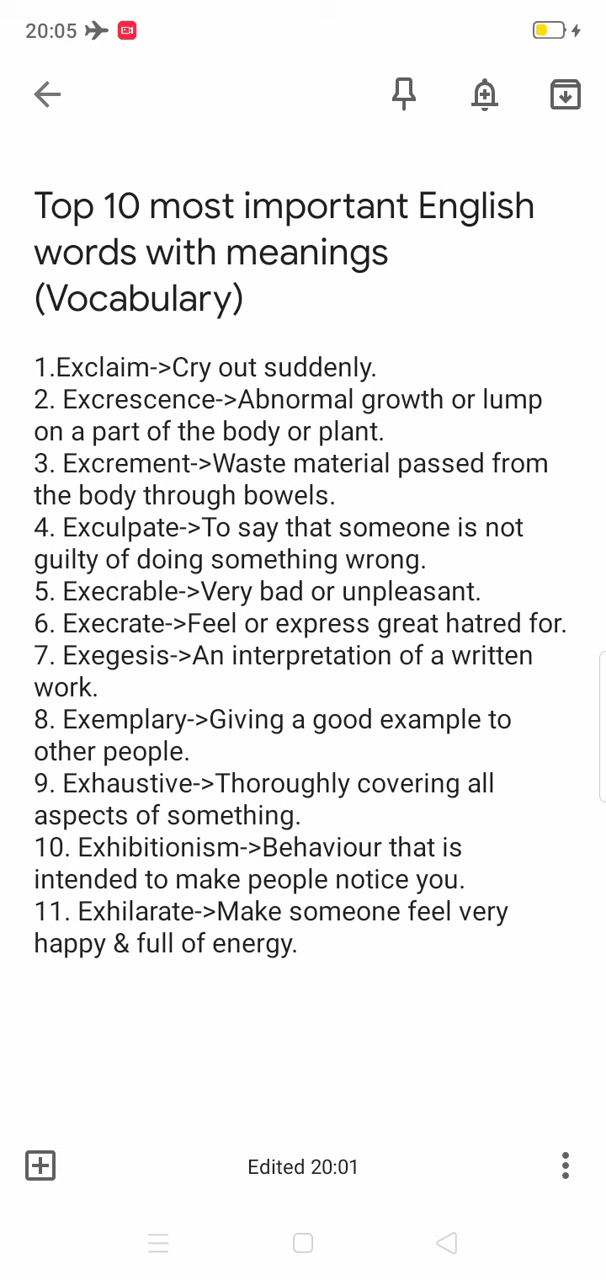 20:05
Top 10 most important English
words with meanings
(Vocabulary)
1.Exclaim->Cry out suddenly.
2. Excrescence->Abnormal growth or lump
on a part of the body or plant.
3. Excrement->Waste material passed from
the body through bowels.
4. Exculpate->To say that someone is not
guilty of doing something wrong.
5. Execrable->Very bad or unpleasant.
6. Execrate->Feel or express great hatred for.
7. Exegesis->An interpretation of a written
work.
8. Exemplary->Giving a good example to
other people.
9. Exhaustive->Thoroughly covering all
aspects of something.
10. Exhibitionism->Behaviour that is
intended to make people notice you.
11. Exhilarate->Make someone feel very
happy & full of energy.
Edited 20:01